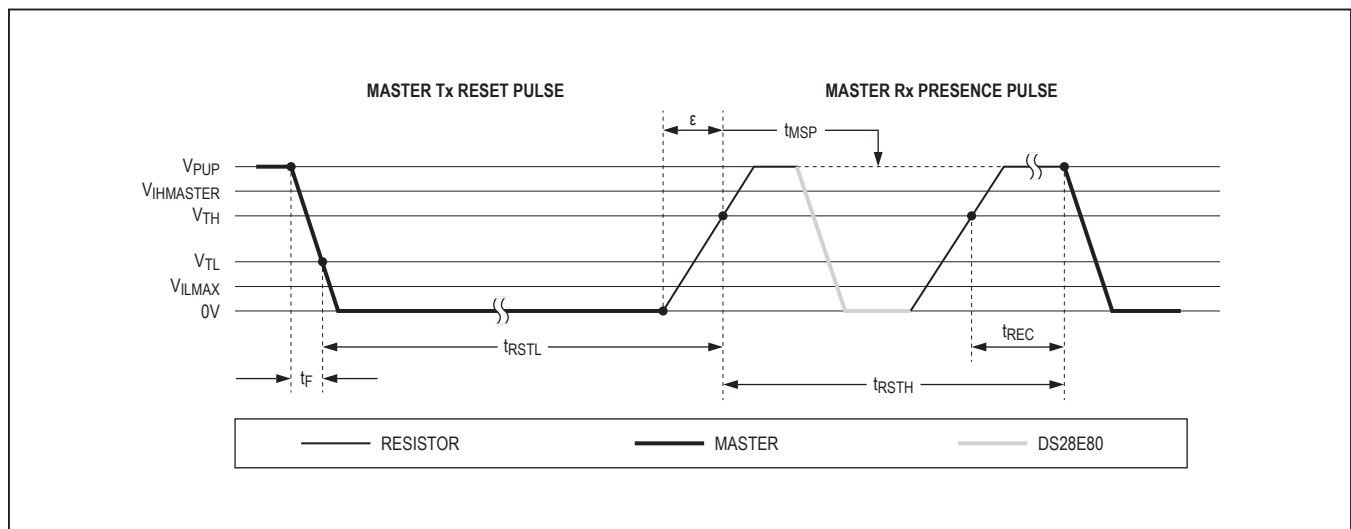 MASTER Tx RESET PULSE
MASTER Rx PRESENCE PULSE
ε
tMSP
VPUP
VIHMASTER
VTH
VTL
VILMAX
0V
tRSTL
tREC
tF
tRSTH
RESISTOR
MASTER
DS28E80